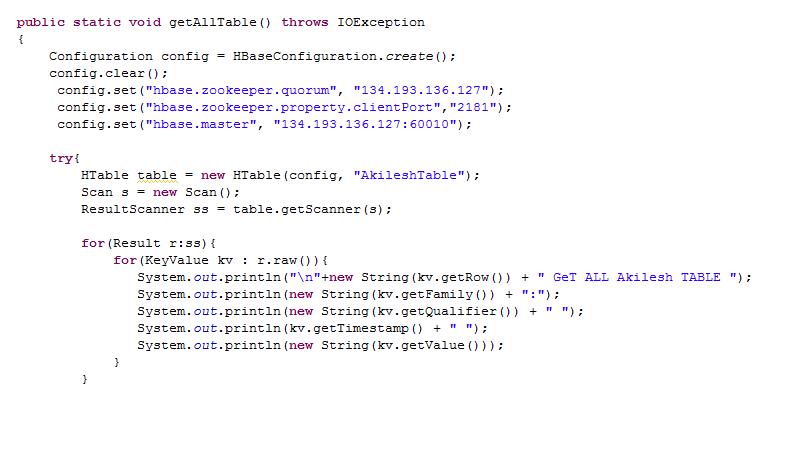 public static void getAllTable() throws IOException
{
    Configuration config = HBaseConfiguration.create();
    config.clear();
     config.set("hbase.zookeeper.quorum", "134.193.136.127");
     config.set("hbase.zookeeper.property.clientPort","2181");
     config.set("hbase.master", "134.193.136.127:60010");

    try{
        HTable table = new HTable(config, "AkileshTable");
        Scan s = new Scan();
        ResultScanner ss = table.getScanner(s);

        for(Result r:ss){
            for(KeyValue kv : r.raw()){
               System.out.println("\n"+new String(kv.getRow()) + " GeT ALL Akilesh TABLE ");
               System.out.println(new String(kv.getFamily()) + ":");
               System.out.println(new String(kv.getQualifier()) + " ");
               System.out.println(kv.getTimestamp() + " ");
               System.out.println(new String(kv.getValue()));
            }
        }